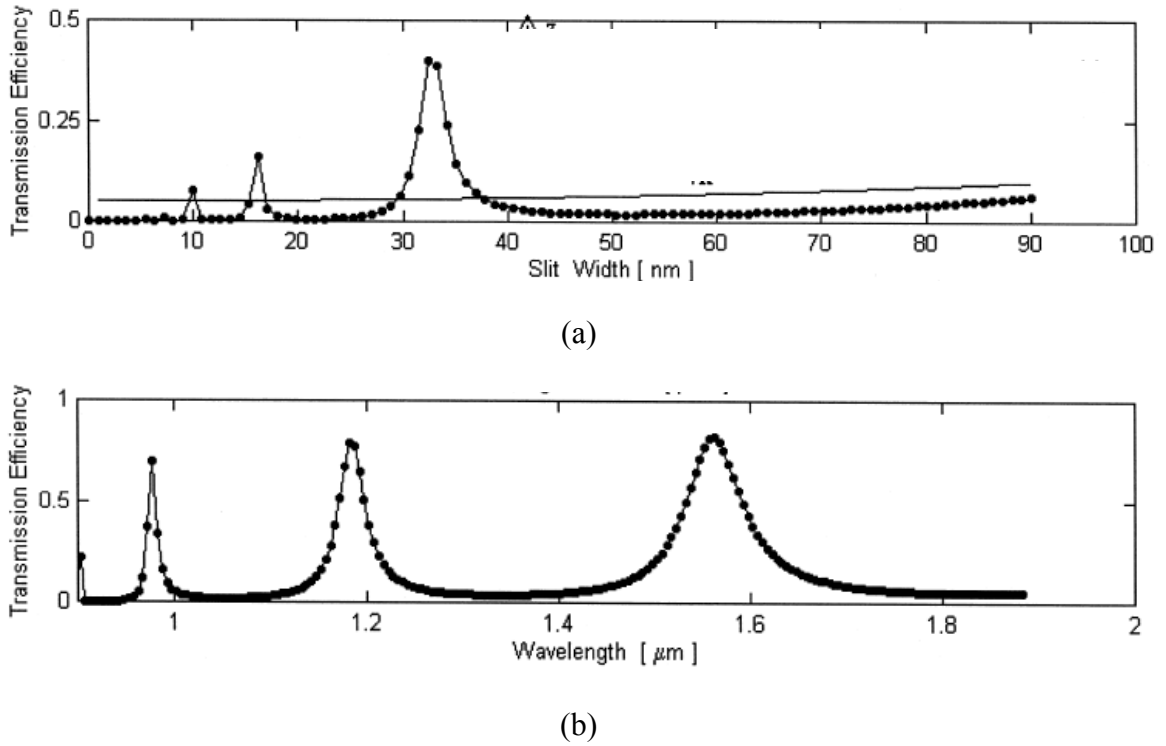 Transmission Efficiency
0.5
0.25
0
0 10 20 30 40 50 60 70 80 90 100
Slit Width [ nm ]
(a)
Transmission Efficiency
1
0.5
0
1 1.2 1.4 1.6 1.8 2
Wavelength [ μm ]
(b)